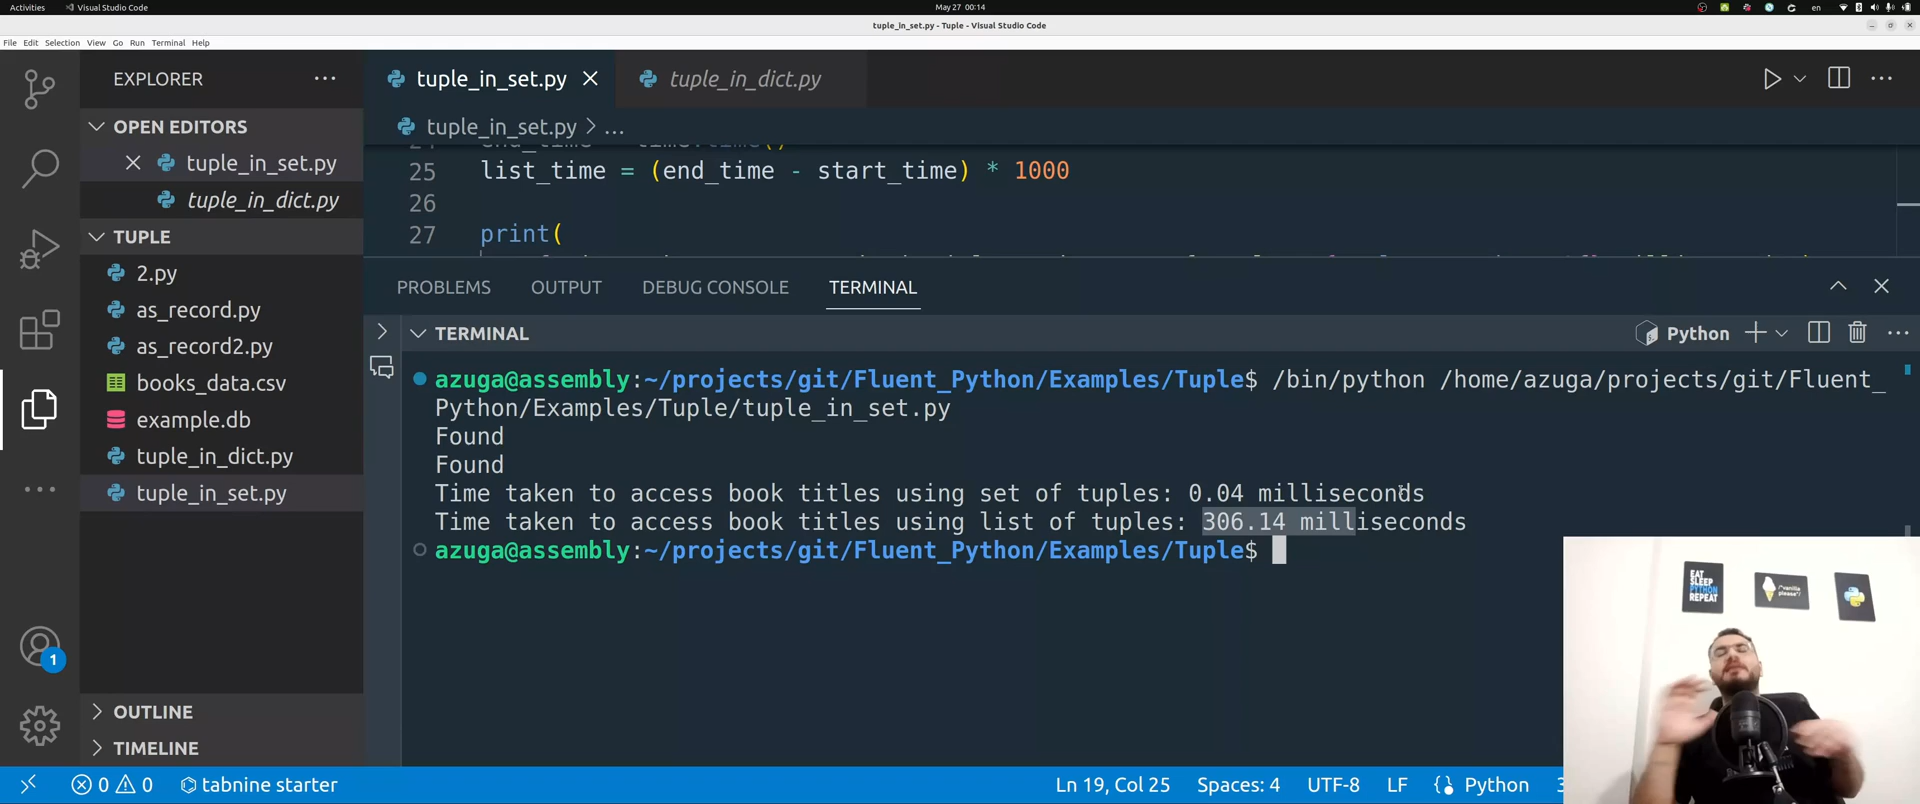 Activities
Visual Studio Code
May 27 00:14
en
tuple_in_set.py - Tuple - Visual Studio Code
File Edit Selection View Go Run Terminal Help
EXPLORER
tuple_in_set.py
tuple_in_dict.py
OPEN EDITORS
tuple_in_set.py
tuple_in_dict.py
TUPLE
2.py
as_record.py
as_record2.py
books_data.csv
example.db
tuple_in_dict.py
tuple_in_set.py
OUTLINE
TIMELINE
1
tuple_in_set.py > ...
25 list_time = (end_time - start_time) * 1000
26
27 print(
PROBLEMS OUTPUT DEBUG CONSOLE TERMINAL
TERMINAL
Python
azuga@assembly:~/projects/git/Fluent_Python/Examples/Tuple$ /bin/python /home/azuga/projects/git/Fluent_
Python/Examples/Tuple/tuple_in_set.py
Found
Found
Time taken to access book titles using set of tuples: 0.04 milliseconds
Time taken to access book titles using list of tuples: 306.14 milliseconds
azuga@assembly:~/projects/git/Fluent_Python/Examples/Tuple$
EAT
SLEEP
PYTHON
REPEAT
/*vanilla
please*/
0 0 tabnine starter
Ln 19, Col 25 Spaces: 4 UTF-8 LF Python